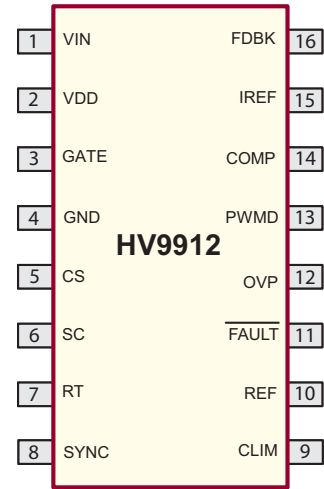 1 VIN FDBK 16
2 VDD IREF 15
3 GATE COMP 14
4 GND PWMD 13
HV9912
5 CS OVP 12
6 SC FAULT 11
7 RT REF 10
8 SYNC CLIM 9